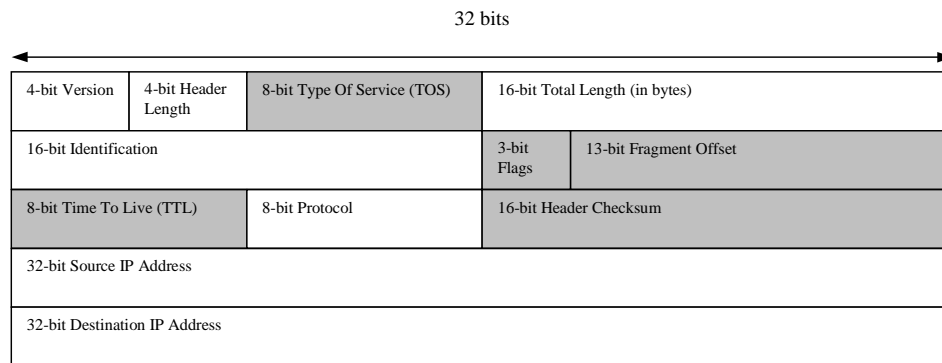 32 bits
4-bit Version
4-bit Header
Length
8-bit Type Of Service (TOS)
16-bit Total Length (in bytes)
16-bit Identification
3-bit
Flags
13-bit Fragment Offset
8-bit Time To Live (TTL)
8-bit Protocol
16-bit Header Checksum
32-bit Source IP Address
32-bit Destination IP Address